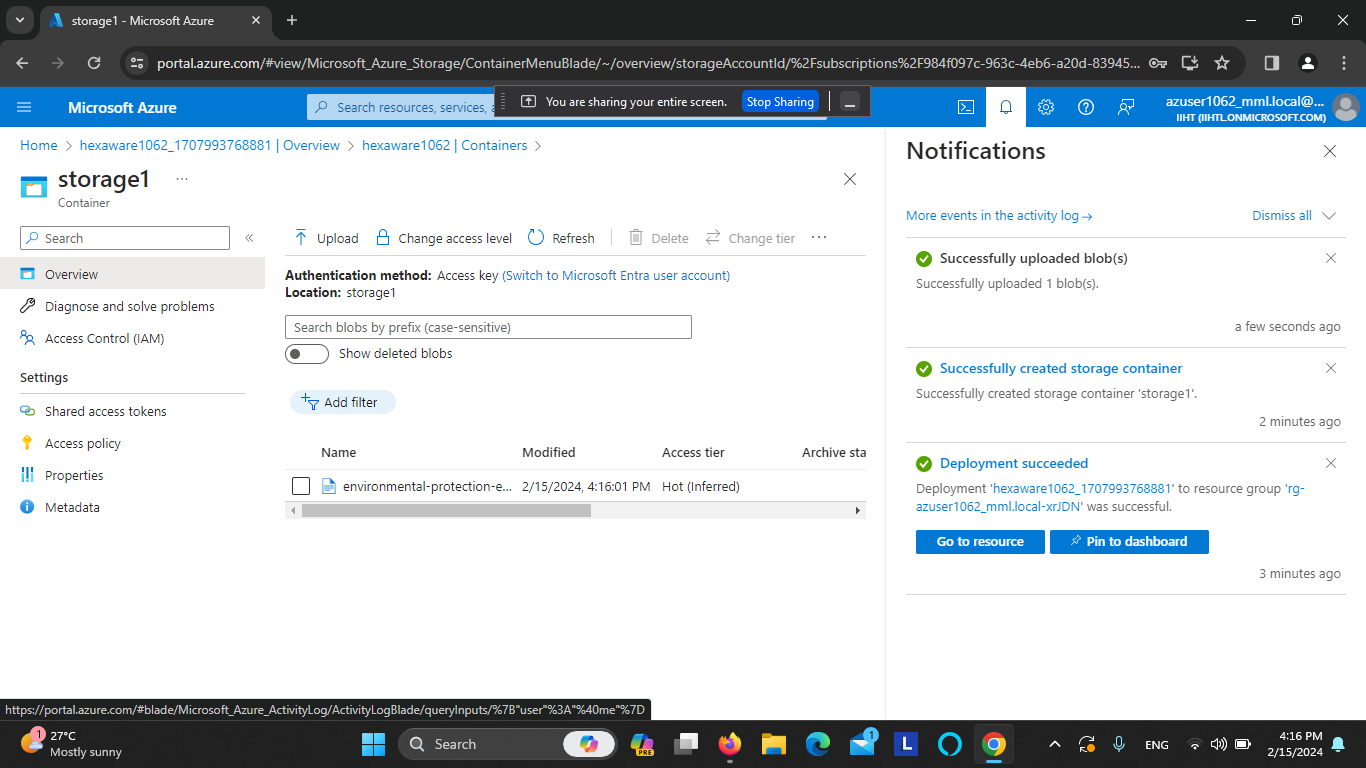 storage1 - Microsoft Azure
portal.azure.com/#view/Microsoft_Azure_Storage/ContainerMenuBlade/~/overview/storageAccountId/%2Fsubscriptions%2F984f097c-963c-4eb6-a20d-83945...
Microsoft Azure
Search resources, services, a
You are sharing your entire screen.
Stop Sharing
azuser1062_mml.local@...
IIHT (IIHTL.ONMICROSOFT.COM)
Home > hexaware1062_1707993768881 | Overview > hexaware1062 | Containers >
storage1 ...
Container
Search
Overview
Diagnose and solve problems
Access Control (IAM)
Settings
Shared access tokens
Access policy
Properties
Metadata
Upload Change access level Refresh Delete Change tier ...
Authentication method: Access key (Switch to Microsoft Entra user account)
Location: storage1
Search blobs by prefix (case-sensitive)
Show deleted blobs
Add filter
Name Modified Access tier Archive sta
environmental-protection-e... 2/15/2024, 4:16:01 PM Hot (Inferred)
Notifications
More events in the activity log → Dismiss all
Successfully uploaded blob(s)
Successfully uploaded 1 blob(s).
a few seconds ago
Successfully created storage container
Successfully created storage container 'storage1'.
2 minutes ago
Deployment succeeded
Deployment 'hexaware1062_1707993768881' to resource group 'rg-
azuser1062_mml.local-xrJDN' was successful.
Go to resource Pin to dashboard
3 minutes ago
https://portal.azure.com/#blade/Microsoft_Azure_ActivityLog/ActivityLogBlade/queryInputs/%7B"user"%3A"%40me"%7D
1
27°C
Mostly sunny
Search
PRE
1
L
ENG
4:16 PM
2/15/2024